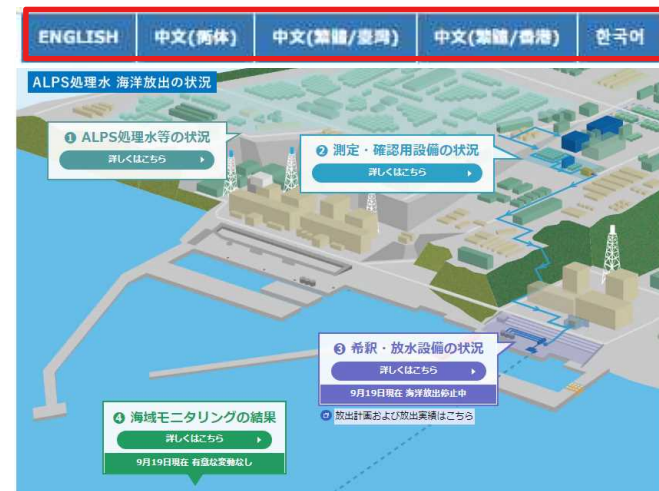 ENGLISH
中文(简体)
中文(繁體/臺灣)
中文(繁體/香港)
한국어
ALPS処理水 海洋放出の状況
❶ ALPS処理水等の状況
詳しくはこちら
❷ 測定・確認用設備の状況
詳しくはこちら
❸ 希釈・放水設備の状況
詳しくはこちら
9月19日現在 海洋放出停止中
放出計画および放出実績はこちら
❹ 海域モニタリングの結果
詳しくはこちら
9月19日現在 有意な変動なし